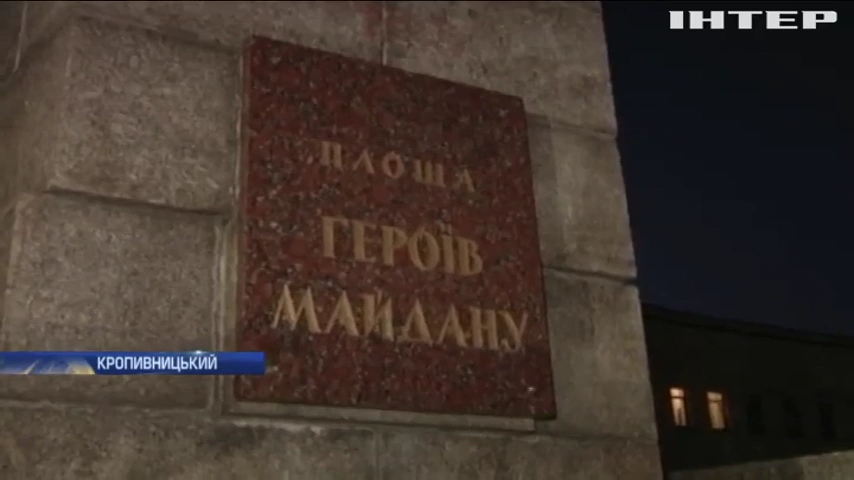 ІНТЕР
ПЛОЩА
ГЕРОЇВ
МАЙДАНУ
КРОПИВНИЦЬКИЙ